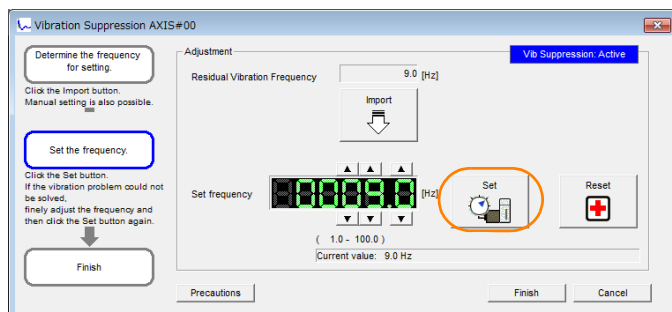 Vibration Suppression AXIS#00
Determine the frequency
for setting.
Click the Import button.
Manual setting is also possible.
Set the frequency.
Click the Set button.
If the vibration problem could not
be solved,
finely adjust the frequency and
then click the Set button again.
Finish
Adjustment
Vib Suppression: Active
Residual Vibration Frequency 9.0 [Hz]
Import
Set frequency 0009.0 [Hz]
Set
Reset
( 1.0 - 100.0 )
Current value: 9.0 Hz
Precautions
Finish
Cancel